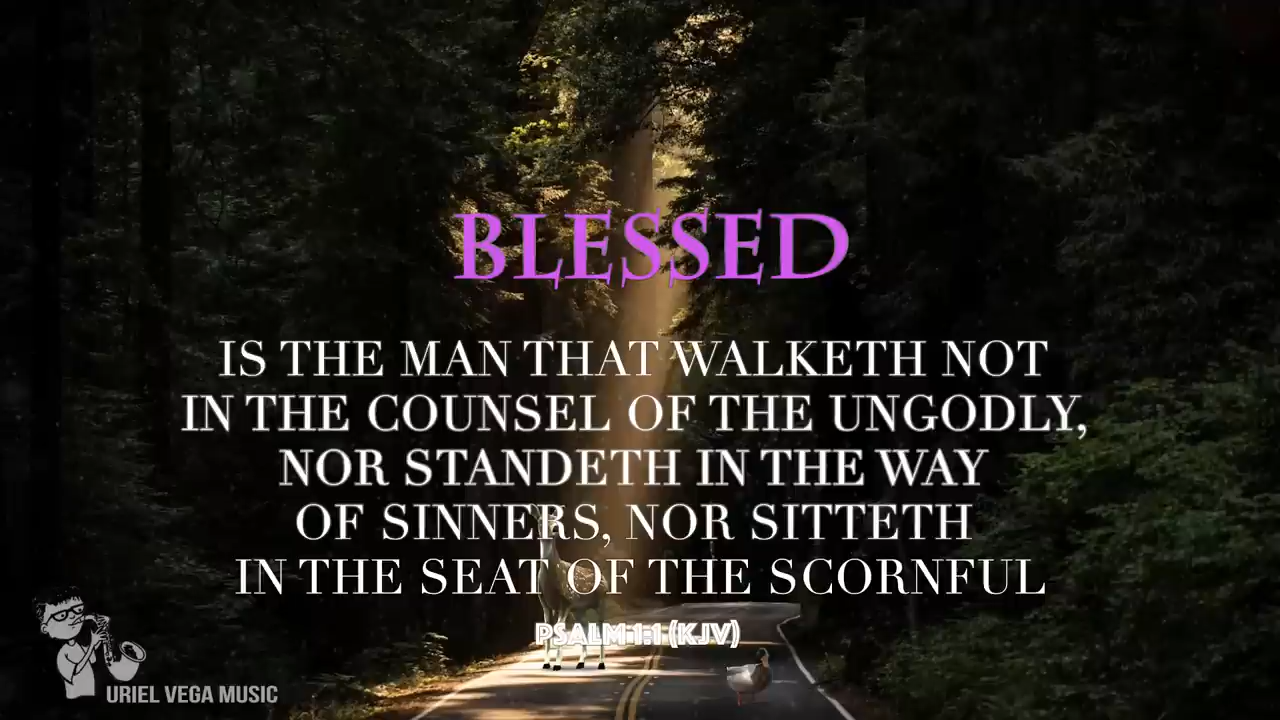 BLESSED
IS THE MAN THAT WALKETH NOT
IN THE COUNSEL OF THE UNGODLY,
NOR STANDETH IN THE WAY
OF SINNERS, NOR SITTETH
IN THE SEAT OF THE SCORNFUL
PSALM 1:1 (KJV)
URIEL VEGA MUSIC